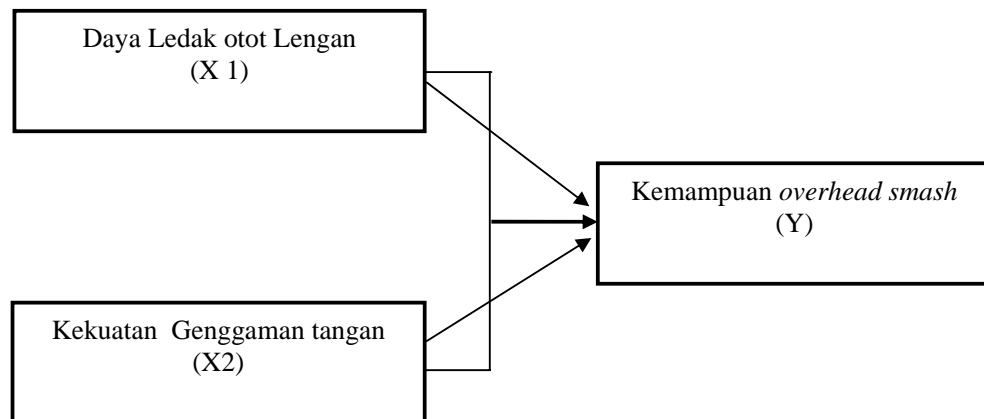 Daya Ledak otot Lengan
(X 1)
Kemampuan overhead smash
(Y)
Kekuatan Genggaman tangan
(X2)